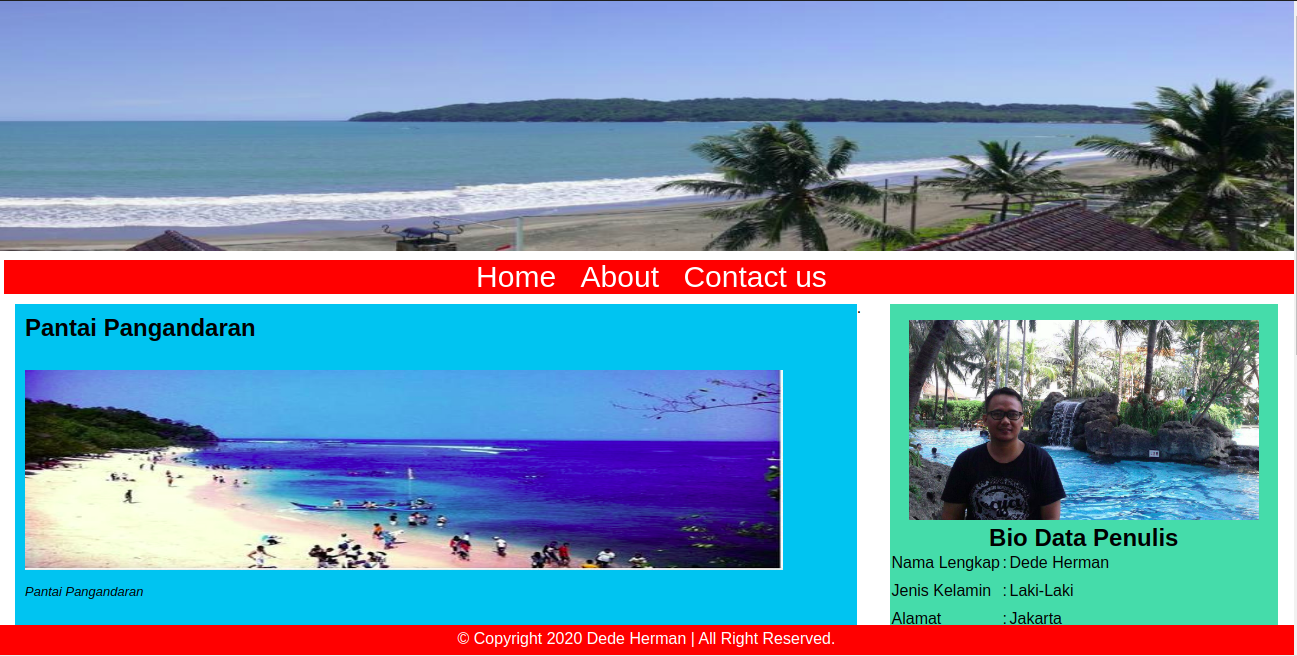 Home About Contact us
Pantai Pangandaran
Pantai Pangandaran
Bio Data Penulis
Nama Lengkap : Dede Herman
Jenis Kelamin : Laki-Laki
Alamat : Jakarta
© Copyright 2020 Dede Herman | All Right Reserved.